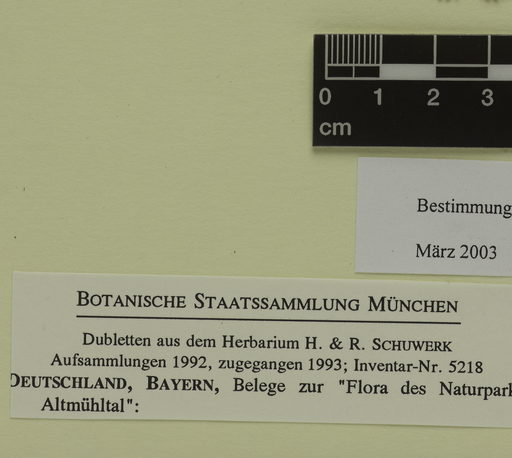 0 1 2 3
cm
Bestimmung
März 2003
BOTANISCHE STAATSSAMMLUNG MÜNCHEN
Dubletten aus dem Herbarium H. & R. SCHUWERK
Aufsammlungen 1992, zugegangen 1993; Inventar-Nr. 5218
DEUTSCHLAND, BAYERN, Belege zur "Flora des Naturpark
Altmühltal":